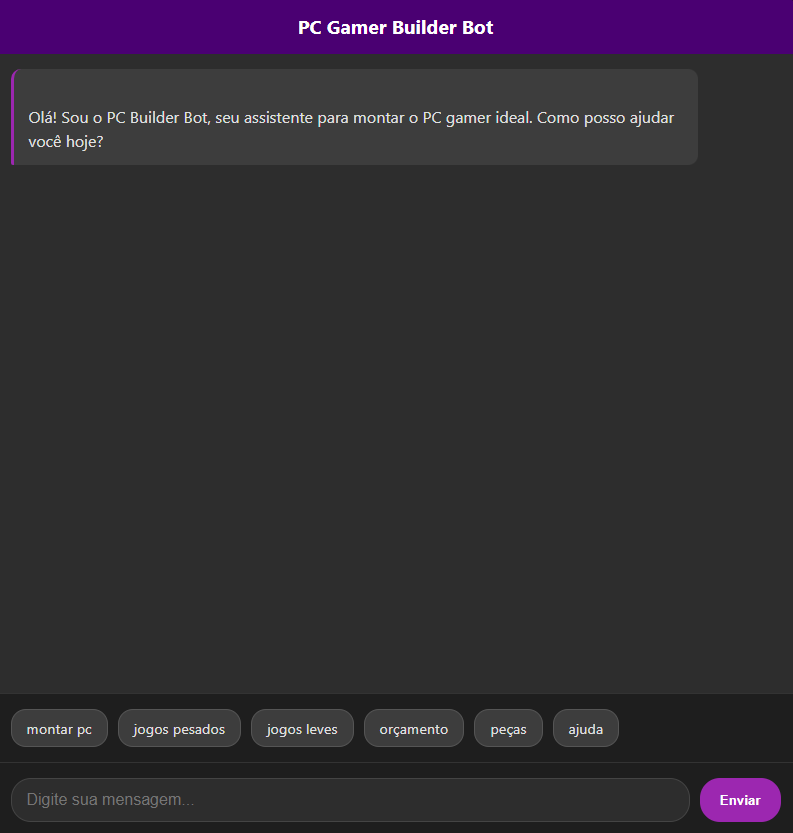 PC Gamer Builder Bot
Olá! Sou o PC Builder Bot, seu assistente para montar o PC gamer ideal. Como posso ajudar
você hoje?
montar pc
jogos pesados
jogos leves
orçamento
peças
ajuda
Digite sua mensagem...
Enviar